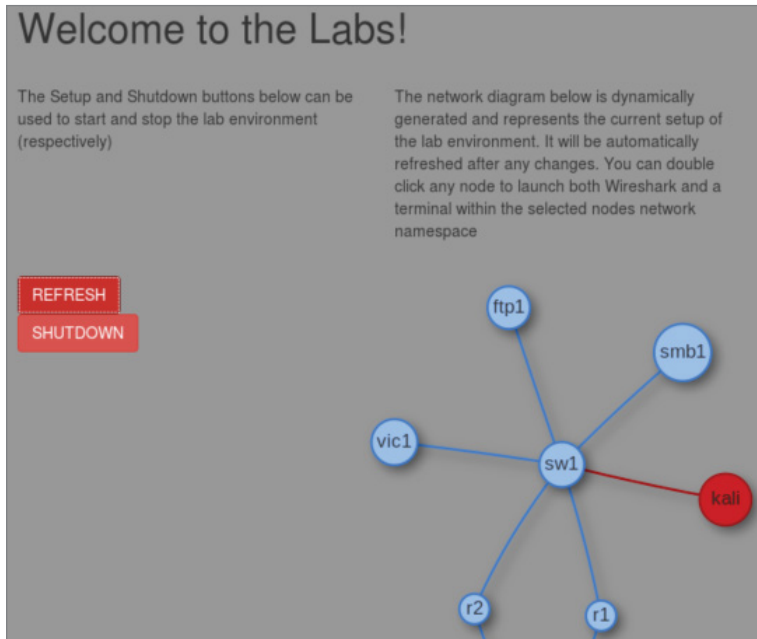 Welcome to the Labs!
The Setup and Shutdown buttons below can be
used to start and stop the lab environment
(respectively)
The network diagram below is dynamically
generated and represents the current setup of
the lab environment. It will be automatically
refreshed after any changes. You can double
click any node to launch both Wireshark and a
terminal within the selected nodes network
namespace
REFRESH
SHUTDOWN
ftp1
smb1
vic1
sw1
kali
r2
r1